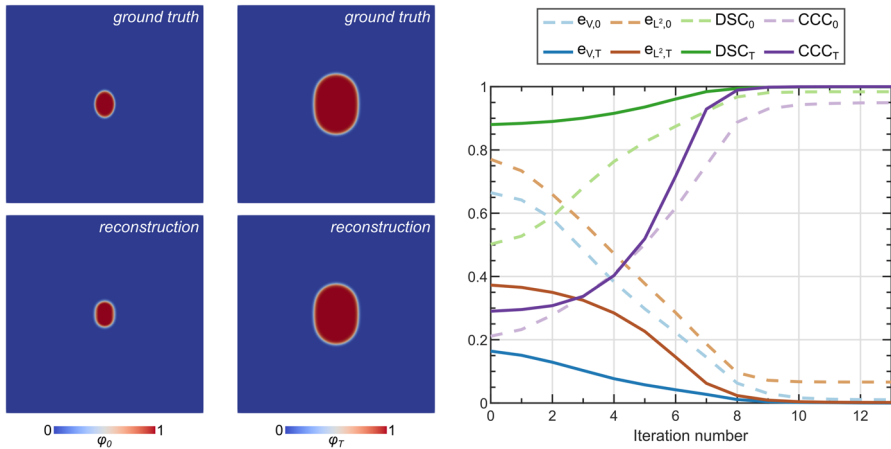 ground truth
ground truth
reconstruction
reconstruction
0 1
φ0
0 1
φT
eV,0 eL²,0 DSC0 CCC0
eV,T eL²,T DSCT CCCT
1
0.8
0.6
0.4
0.2
0
0 2 4 6 8 10 12
Iteration number